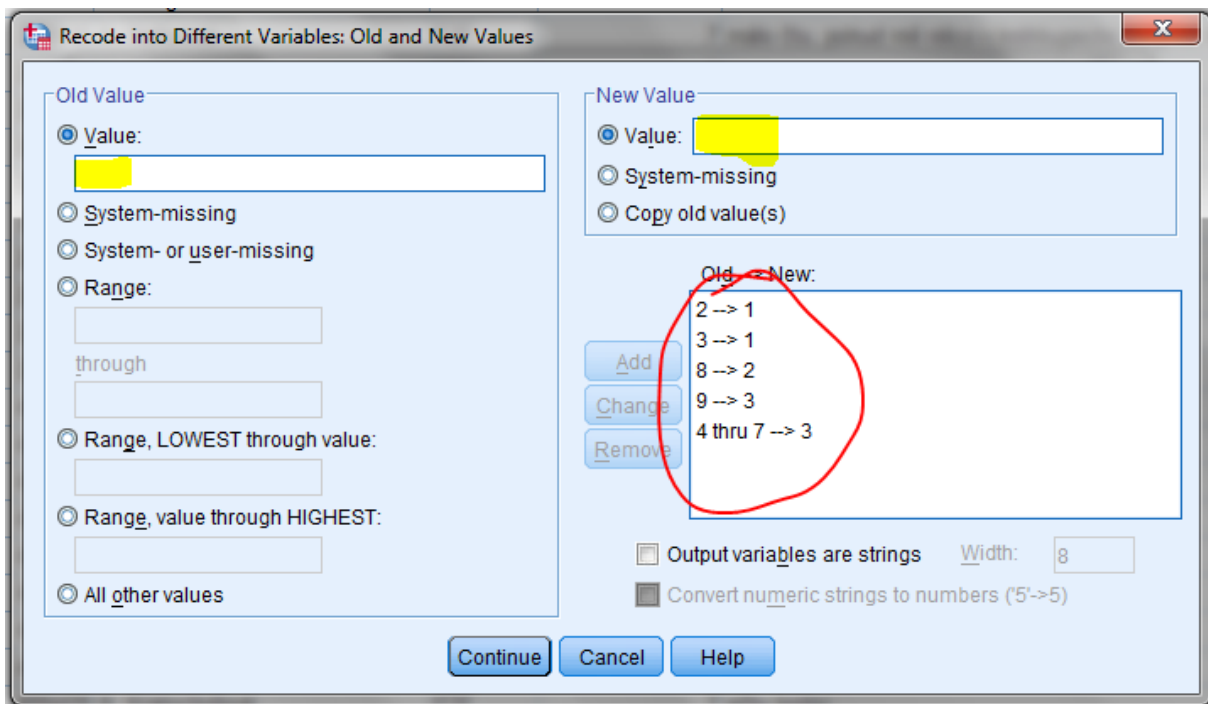 Recode into Different Variables: Old and New Values
Old Value
Value:
System-missing
System- or user-missing
Range:
through
Range, LOWEST through value:
Range, value through HIGHEST:
All other values
New Value
Value:
System-missing
Copy old value(s)
Old --> New:
2 --> 1
3 --> 1
8 --> 2
9 --> 3
4 thru 7 --> 3
Add
Change
Remove
Output variables are strings Width: 8
Convert numeric strings to numbers ('5'->5)
Continue Cancel Help